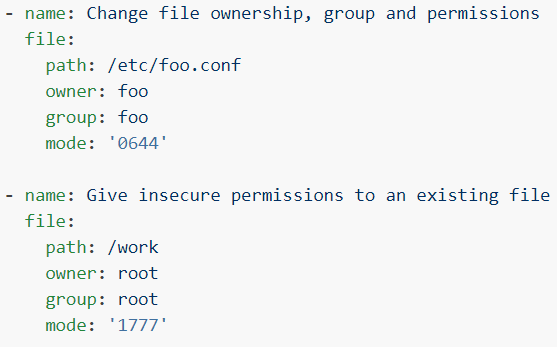 - name: Change file ownership, group and permissions
  file:
    path: /etc/foo.conf
    owner: foo
    group: foo
    mode: '0644'

- name: Give insecure permissions to an existing file
  file:
    path: /work
    owner: root
    group: root
    mode: '1777'